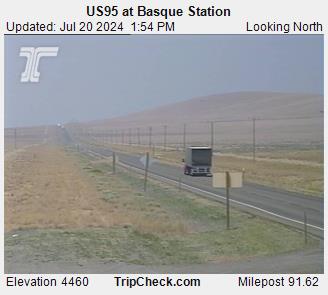 US95 at Basque Station
Updated: Jul 20 2024 1:54 PM Looking North
Elevation 4460 TripCheck.com Milepost 91.62